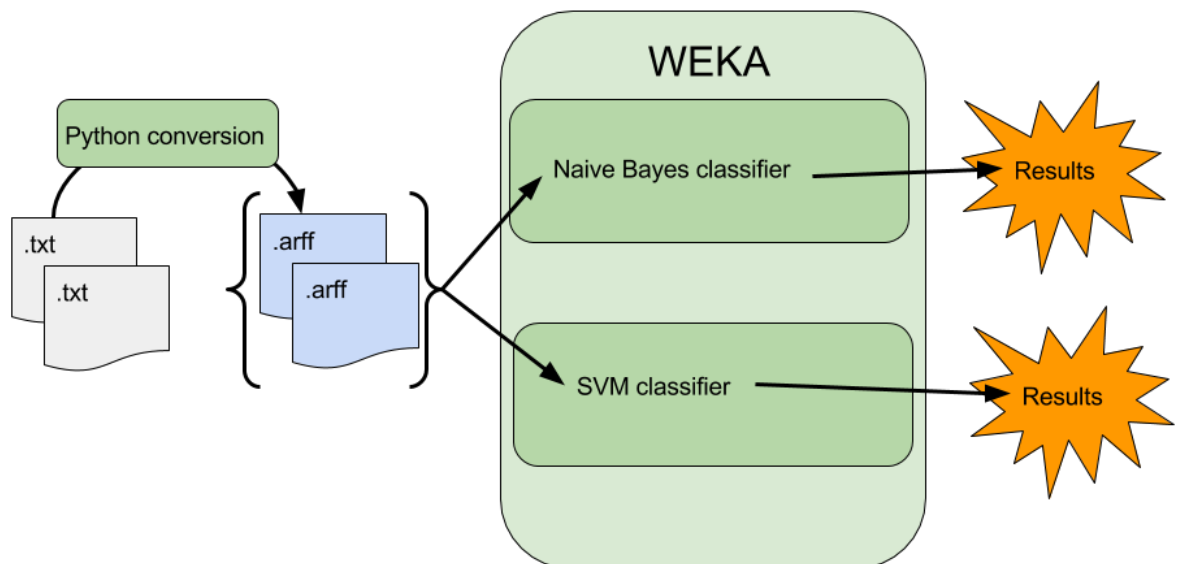 WEKA
Python conversion
.txt
.txt
.arff
.arff
Naive Bayes classifier
Results
SVM classifier
Results